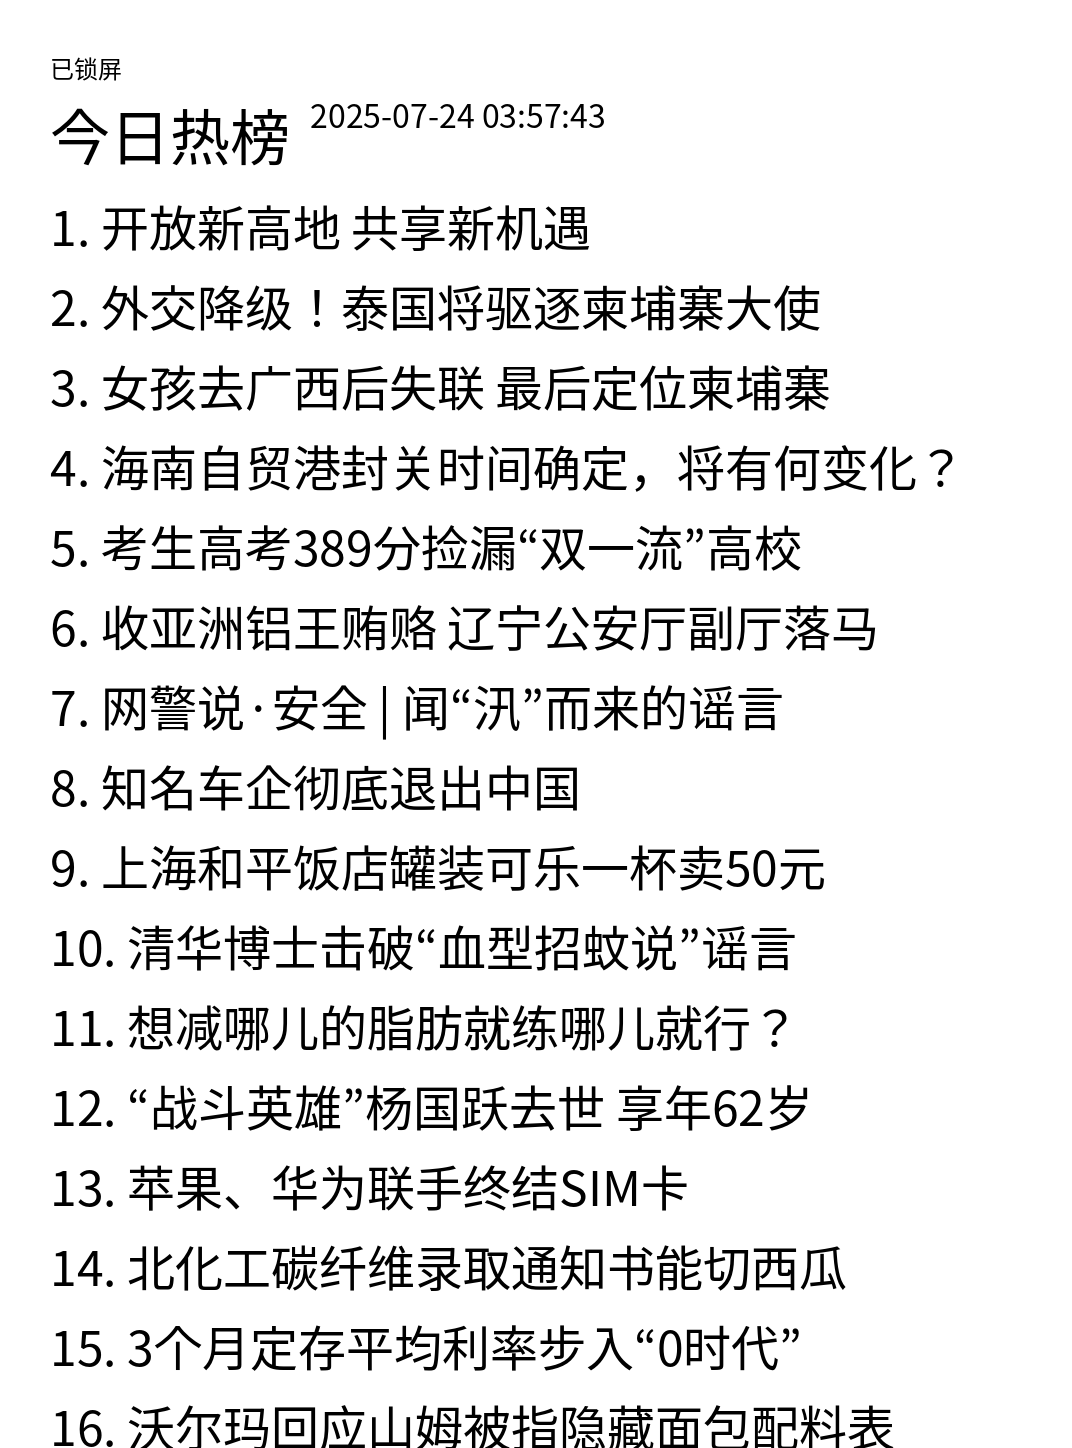 已锁屏
今日热榜 2025-07-24 03:57:43
1. 开放新高地 共享新机遇
2. 外交降级！泰国将驱逐柬埔寨大使
3. 女孩去广西后失联 最后定位柬埔寨
4. 海南自贸港封关时间确定，将有何变化？
5. 考生高考389分捡漏“双一流”高校
6. 收亚洲铝王贿赂 辽宁公安厅副厅落马
7. 网警说·安全 | 闻“汛”而来的谣言
8. 知名车企彻底退出中国
9. 上海和平饭店罐装可乐一杯卖50元
10. 清华博士击破“血型招蚊说”谣言
11. 想减哪儿的脂肪就练哪儿就行？
12. “战斗英雄”杨国跃去世 享年62岁
13. 苹果、华为联手终结SIM卡
14. 北化工碳纤维录取通知书能切西瓜
15. 3个月定存平均利率步入“0时代”
16. 沃尔玛回应山姆被指隐藏面包配料表